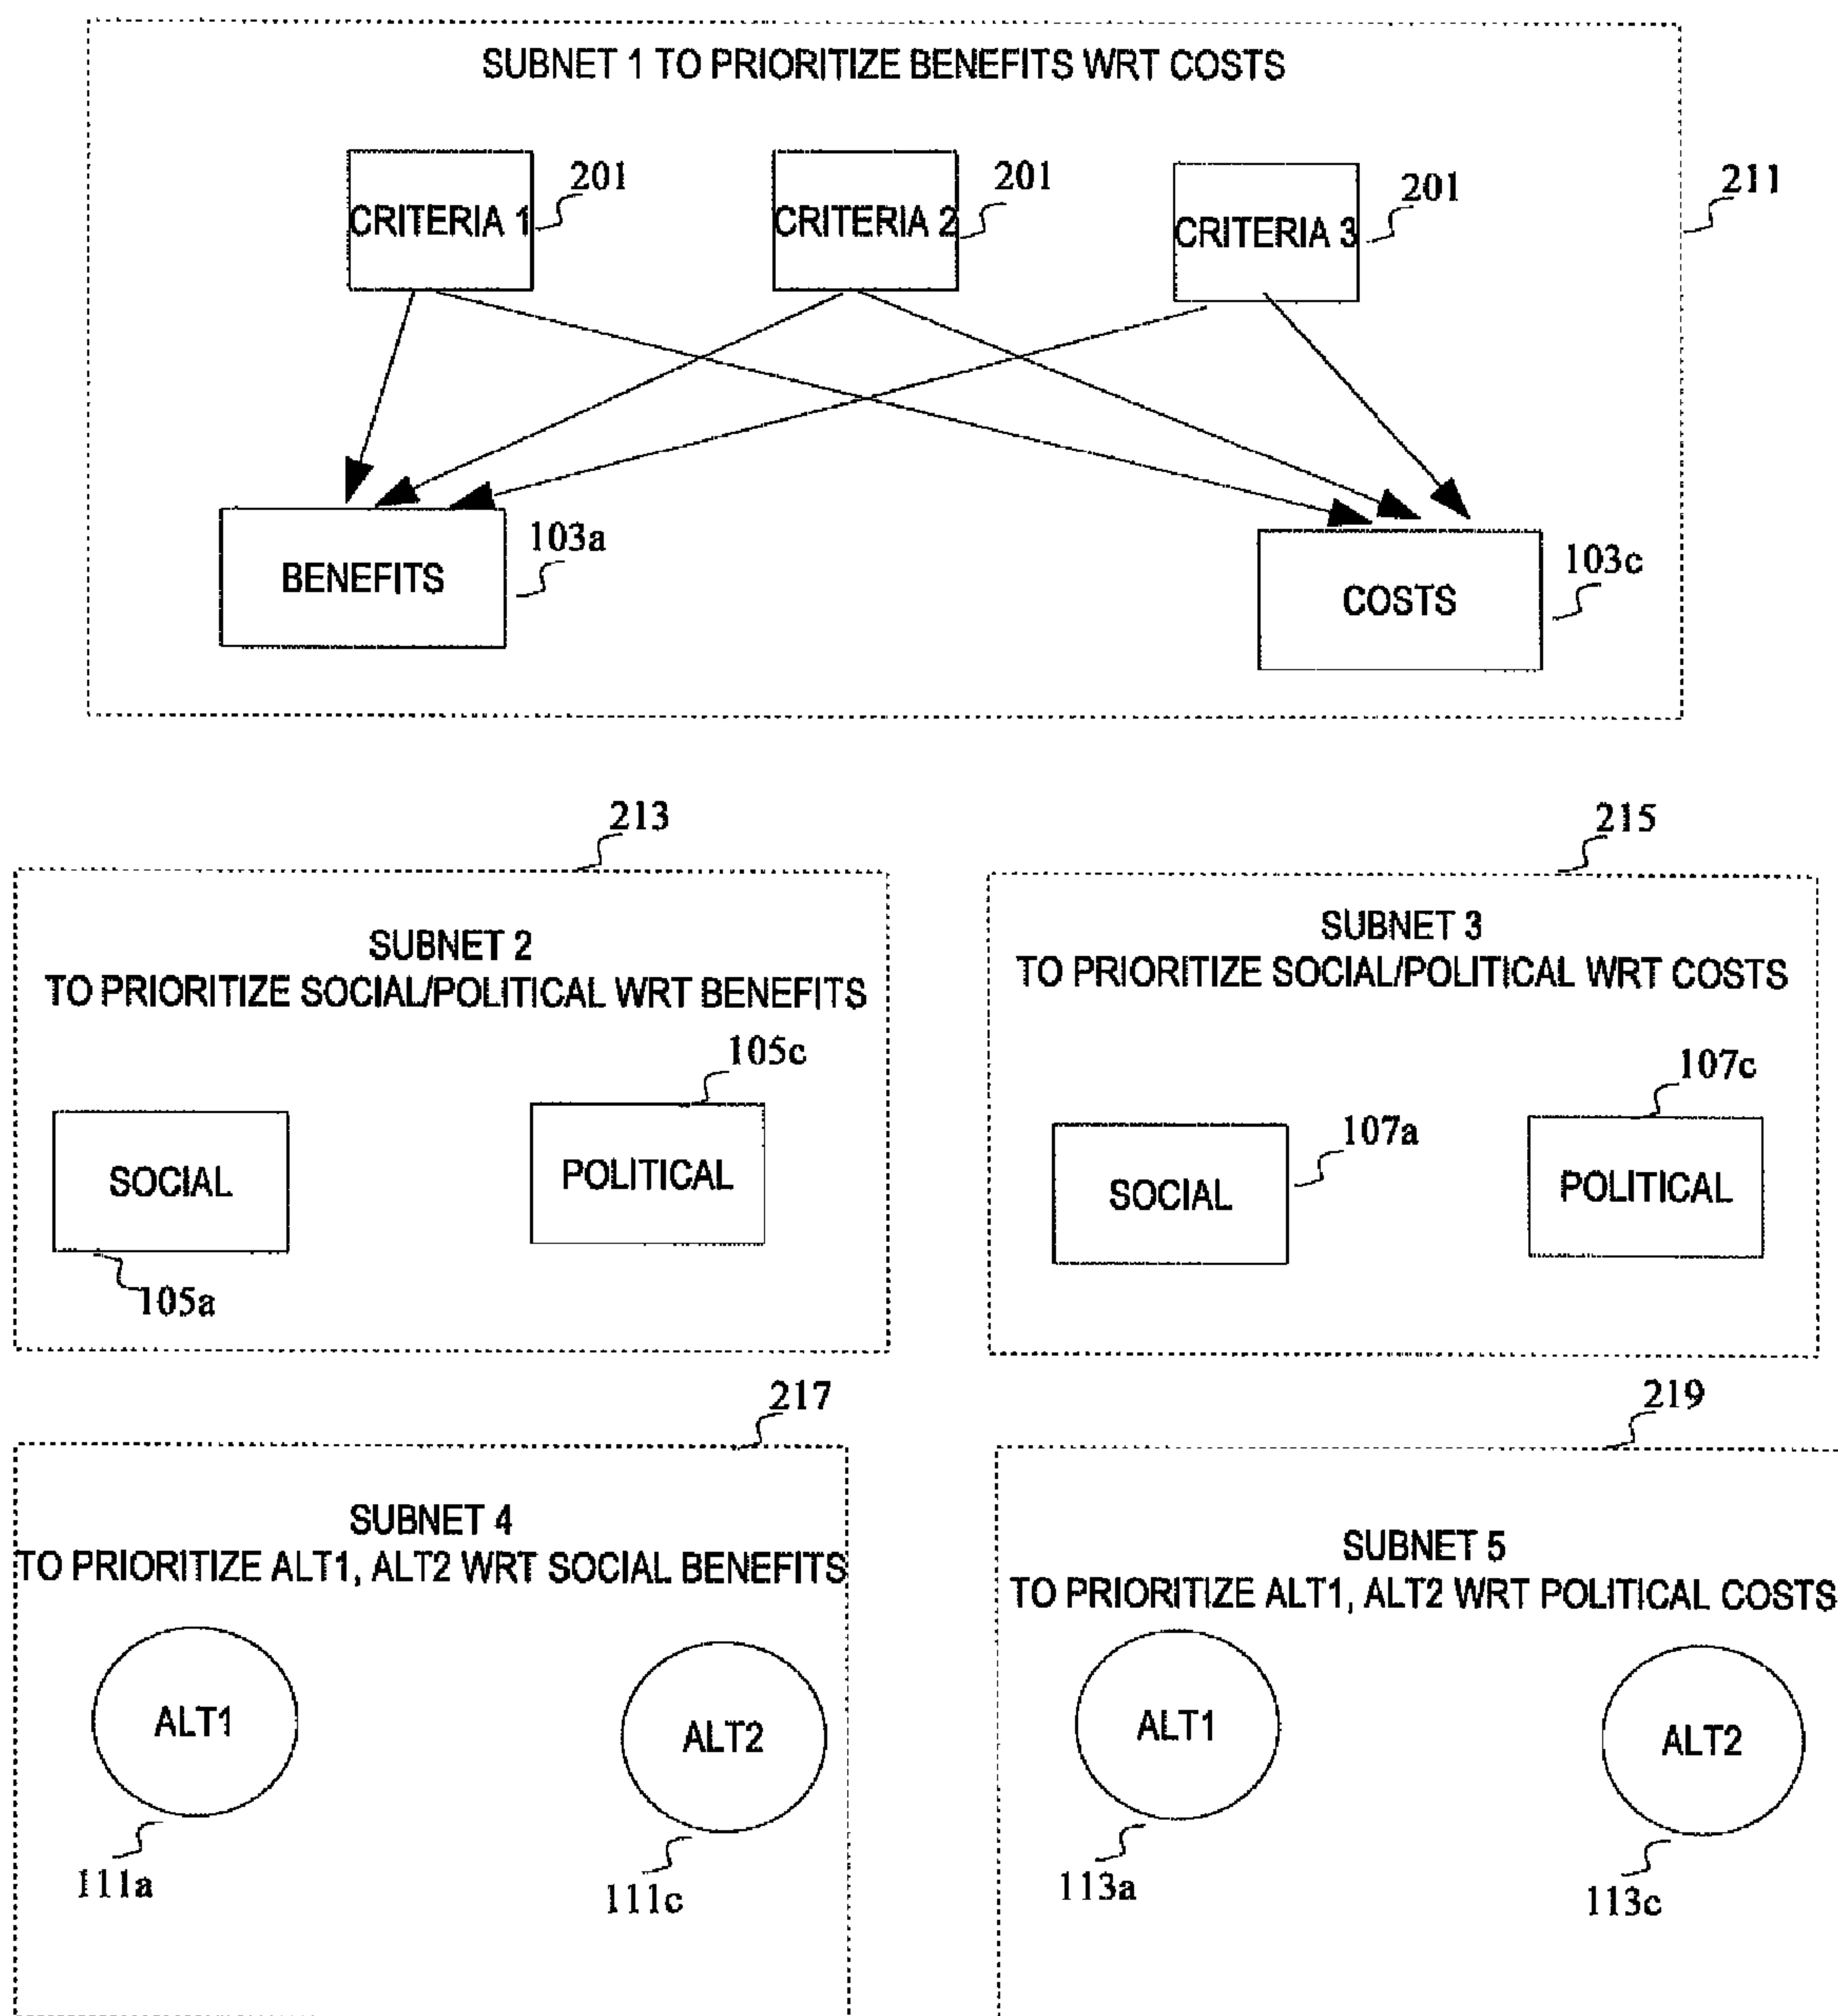 SUBNET 1 TO PRIORITIZE BENEFITS WRT COSTS
CRITERIA 1
201
CRITERIA 2
201
CRITERIA 3
201
211
BENEFITS
103a
COSTS
103c
213
SUBNET 2
TO PRIORITIZE SOCIAL/POLITICAL WRT BENEFITS
SOCIAL
105a
POLITICAL
105c
215
SUBNET 3
TO PRIORITIZE SOCIAL/POLITICAL WRT COSTS
SOCIAL
107a
POLITICAL
107c
217
SUBNET 4
TO PRIORITIZE ALT1, ALT2 WRT SOCIAL BENEFITS
ALT1
111a
ALT2
111c
219
SUBNET 5
TO PRIORITIZE ALT1, ALT2 WRT POLITICAL COSTS
ALT1
113a
ALT2
113c